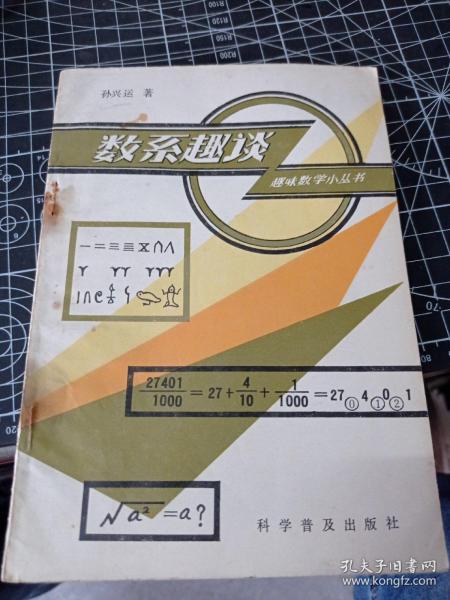 孙兴运 著
数系趣谈
趣味数学小丛书
27401/1000 = 27 + 4/10 + 1/1000 = 27⓪4①0②1
√a² = a?
科学普及出版社
孔夫子旧书网
www.kongfz.com